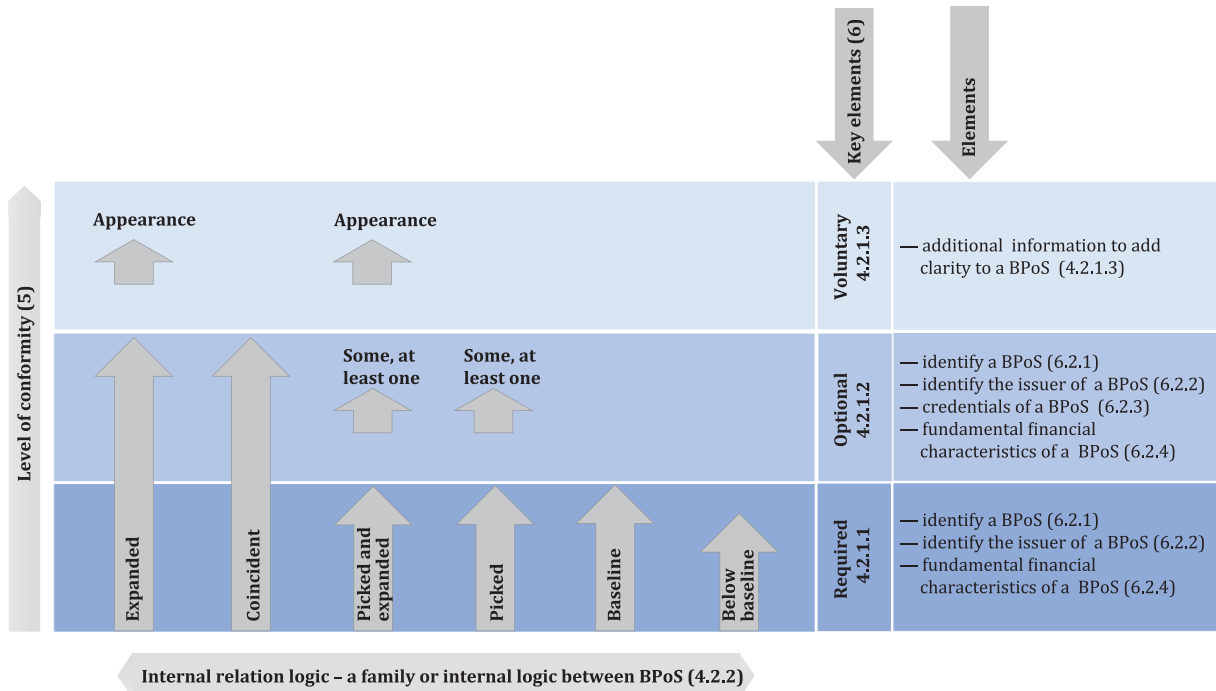 Key elements (6)
Elements
Level of conformity (5)
Appearance
Appearance
Voluntary
4.2.1.3
— additional information to add
clarity to a BPoS (4.2.1.3)
Some, at
least one
Some, at
least one
Optional
4.2.1.2
— identify a BPoS (6.2.1)
— identify the issuer of a BPoS (6.2.2)
— credentials of a BPoS (6.2.3)
— fundamental financial
characteristics of a BPoS (6.2.4)
Expanded
Coincident
Picked and
expanded
Picked
Baseline
Below
baseline
Required
4.2.1.1
— identify a BPoS (6.2.1)
— identify the issuer of a BPoS (6.2.2)
— fundamental financial
characteristics of a BPoS (6.2.4)
Internal relation logic – a family or internal logic between BPoS (4.2.2)